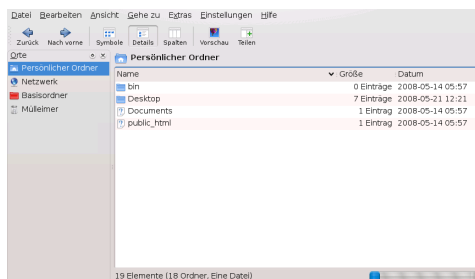 Datei Bearbeiten Ansicht Gehe zu Extras Einstellungen Hilfe
Zurück Nach vorne Symbole Details Spalten Vorschau Teilen
Orte
Persönlicher Ordner
Netzwerk
Basisordner
Mülleimer
Persönlicher Ordner
Name Größe Datum
bin 0 Einträge 2008-05-14 05:57
Desktop 7 Einträge 2008-05-21 12:21
Documents 1 Eintrag 2008-05-14 05:57
public_html 1 Eintrag 2008-05-14 05:57
19 Elemente (18 Ordner, Eine Datei)